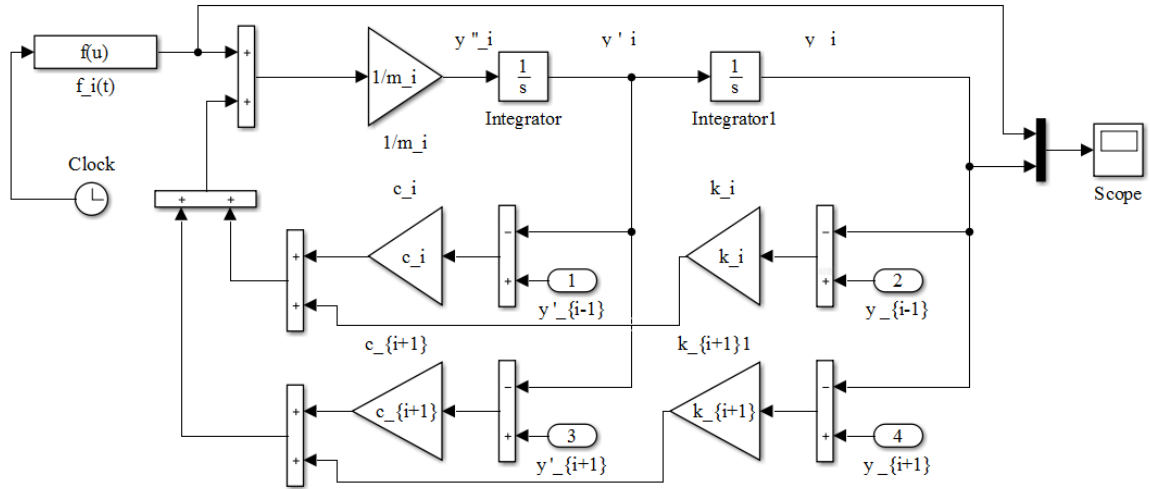 f(u)
f_i(t)
Clock
+
+
+ +
1/m_i
1/m_i
y "_i
1
s
Integrator
y ' i
1
s
Integrator1
y i
Scope
c_i
c_i
+
+
−
+
1
y '_{i-1}
k_i
k_i
−
+
2
y _{i-1}
c_{i+1}
c_{i+1}
+
+
−
+
3
y '_{i+1}
k_{i+1}1
k_{i+1}
−
+
4
y _{i+1}